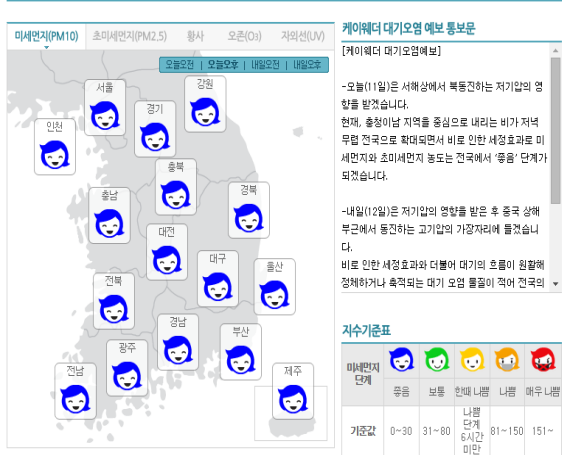 미세먼지(PM10) 초미세먼지(PM2.5) 황사 오존(O3) 자외선(UV)
오늘오전 | 오늘오후 | 내일오전 | 내일오후
서울
경기
강원
인천
충북
충남
경북
대전
대구
울산
전북
경남
부산
광주
전남
제주
케이웨더 대기오염 예보 통보문
[케이웨더 대기오염예보]
-오늘(11일)은 서해상에서 북동진하는 저기압의 영
향을 받겠습니다.
현재, 충청이남 지역을 중심으로 내리는 비가 저녁
무렵 전국으로 확대되면서 비로 인한 세정효과로 미
세먼지와 초미세먼지 농도는 전국에서 '좋음' 단계가
되겠습니다.
-내일(12일)은 저기압의 영향을 받은 후 중국 상해
부근에서 동진하는 고기압의 가장자리에 들겠습니
다.
비로 인한 세정효과와 더불어 대기의 흐름이 원활해
정체하거나 축적되는 대기 오염 물질이 적어 전국의
지수기준표
미세먼지
단계
좋음 보통 한때 나쁨 나쁨 매우 나쁨
기준값 0~30 31~80 나쁨
단계
6시간
미만 81~150 151~